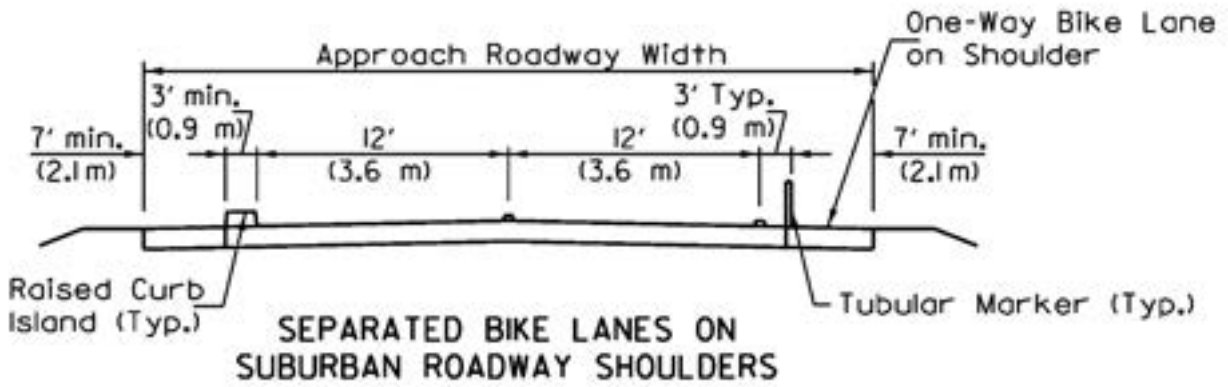 One-Way Bike Lane
on Shoulder
Approach Roadway Width
3' min.
(0.9 m)
3' Typ.
(0.9 m)
7' min.
(2.1 m)
12'
(3.6 m)
12'
(3.6 m)
7' min.
(2.1 m)
Raised Curb
Island (Typ.)
Tubular Marker (Typ.)
SEPARATED BIKE LANES ON
SUBURBAN ROADWAY SHOULDERS